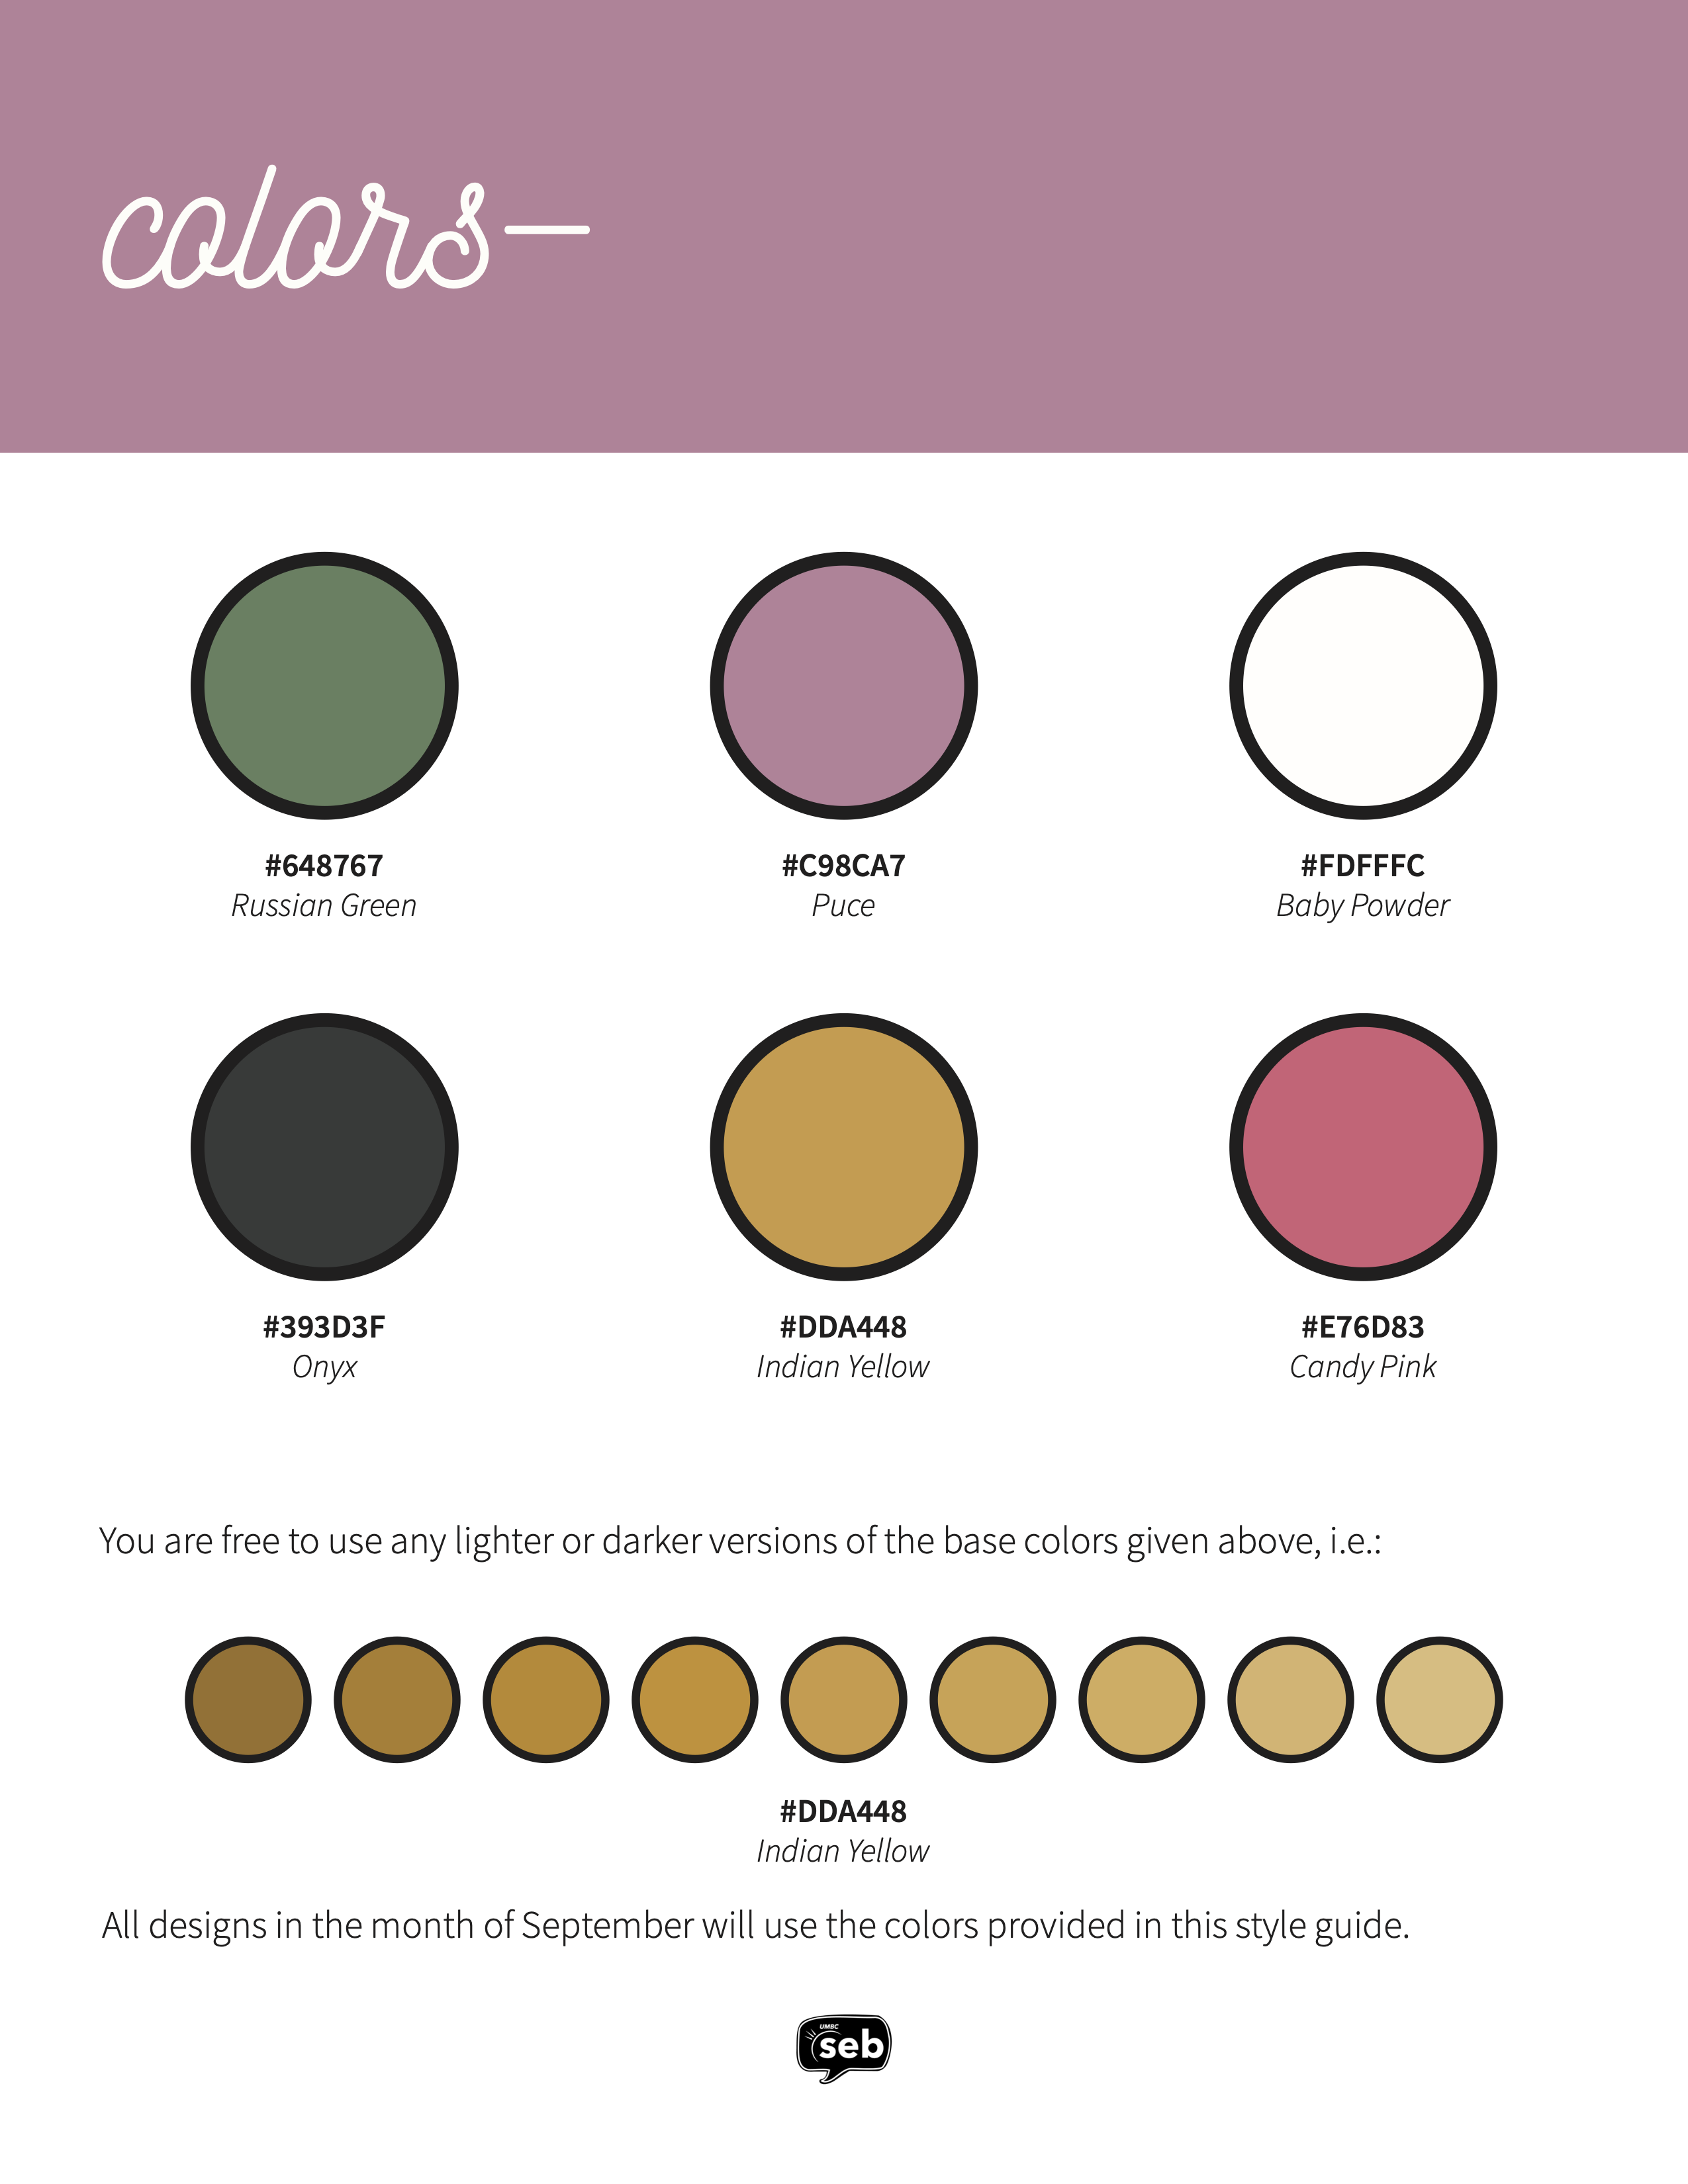 colors—
#648767
Russian Green
#C98CA7
Puce
#FDFFFC
Baby Powder
#393D3F
Onyx
#DDA448
Indian Yellow
#E76D83
Candy Pink
You are free to use any lighter or darker versions of the base colors given above, i.e.:
#DDA448
Indian Yellow
All designs in the month of September will use the colors provided in this style guide.
UMBC
seb